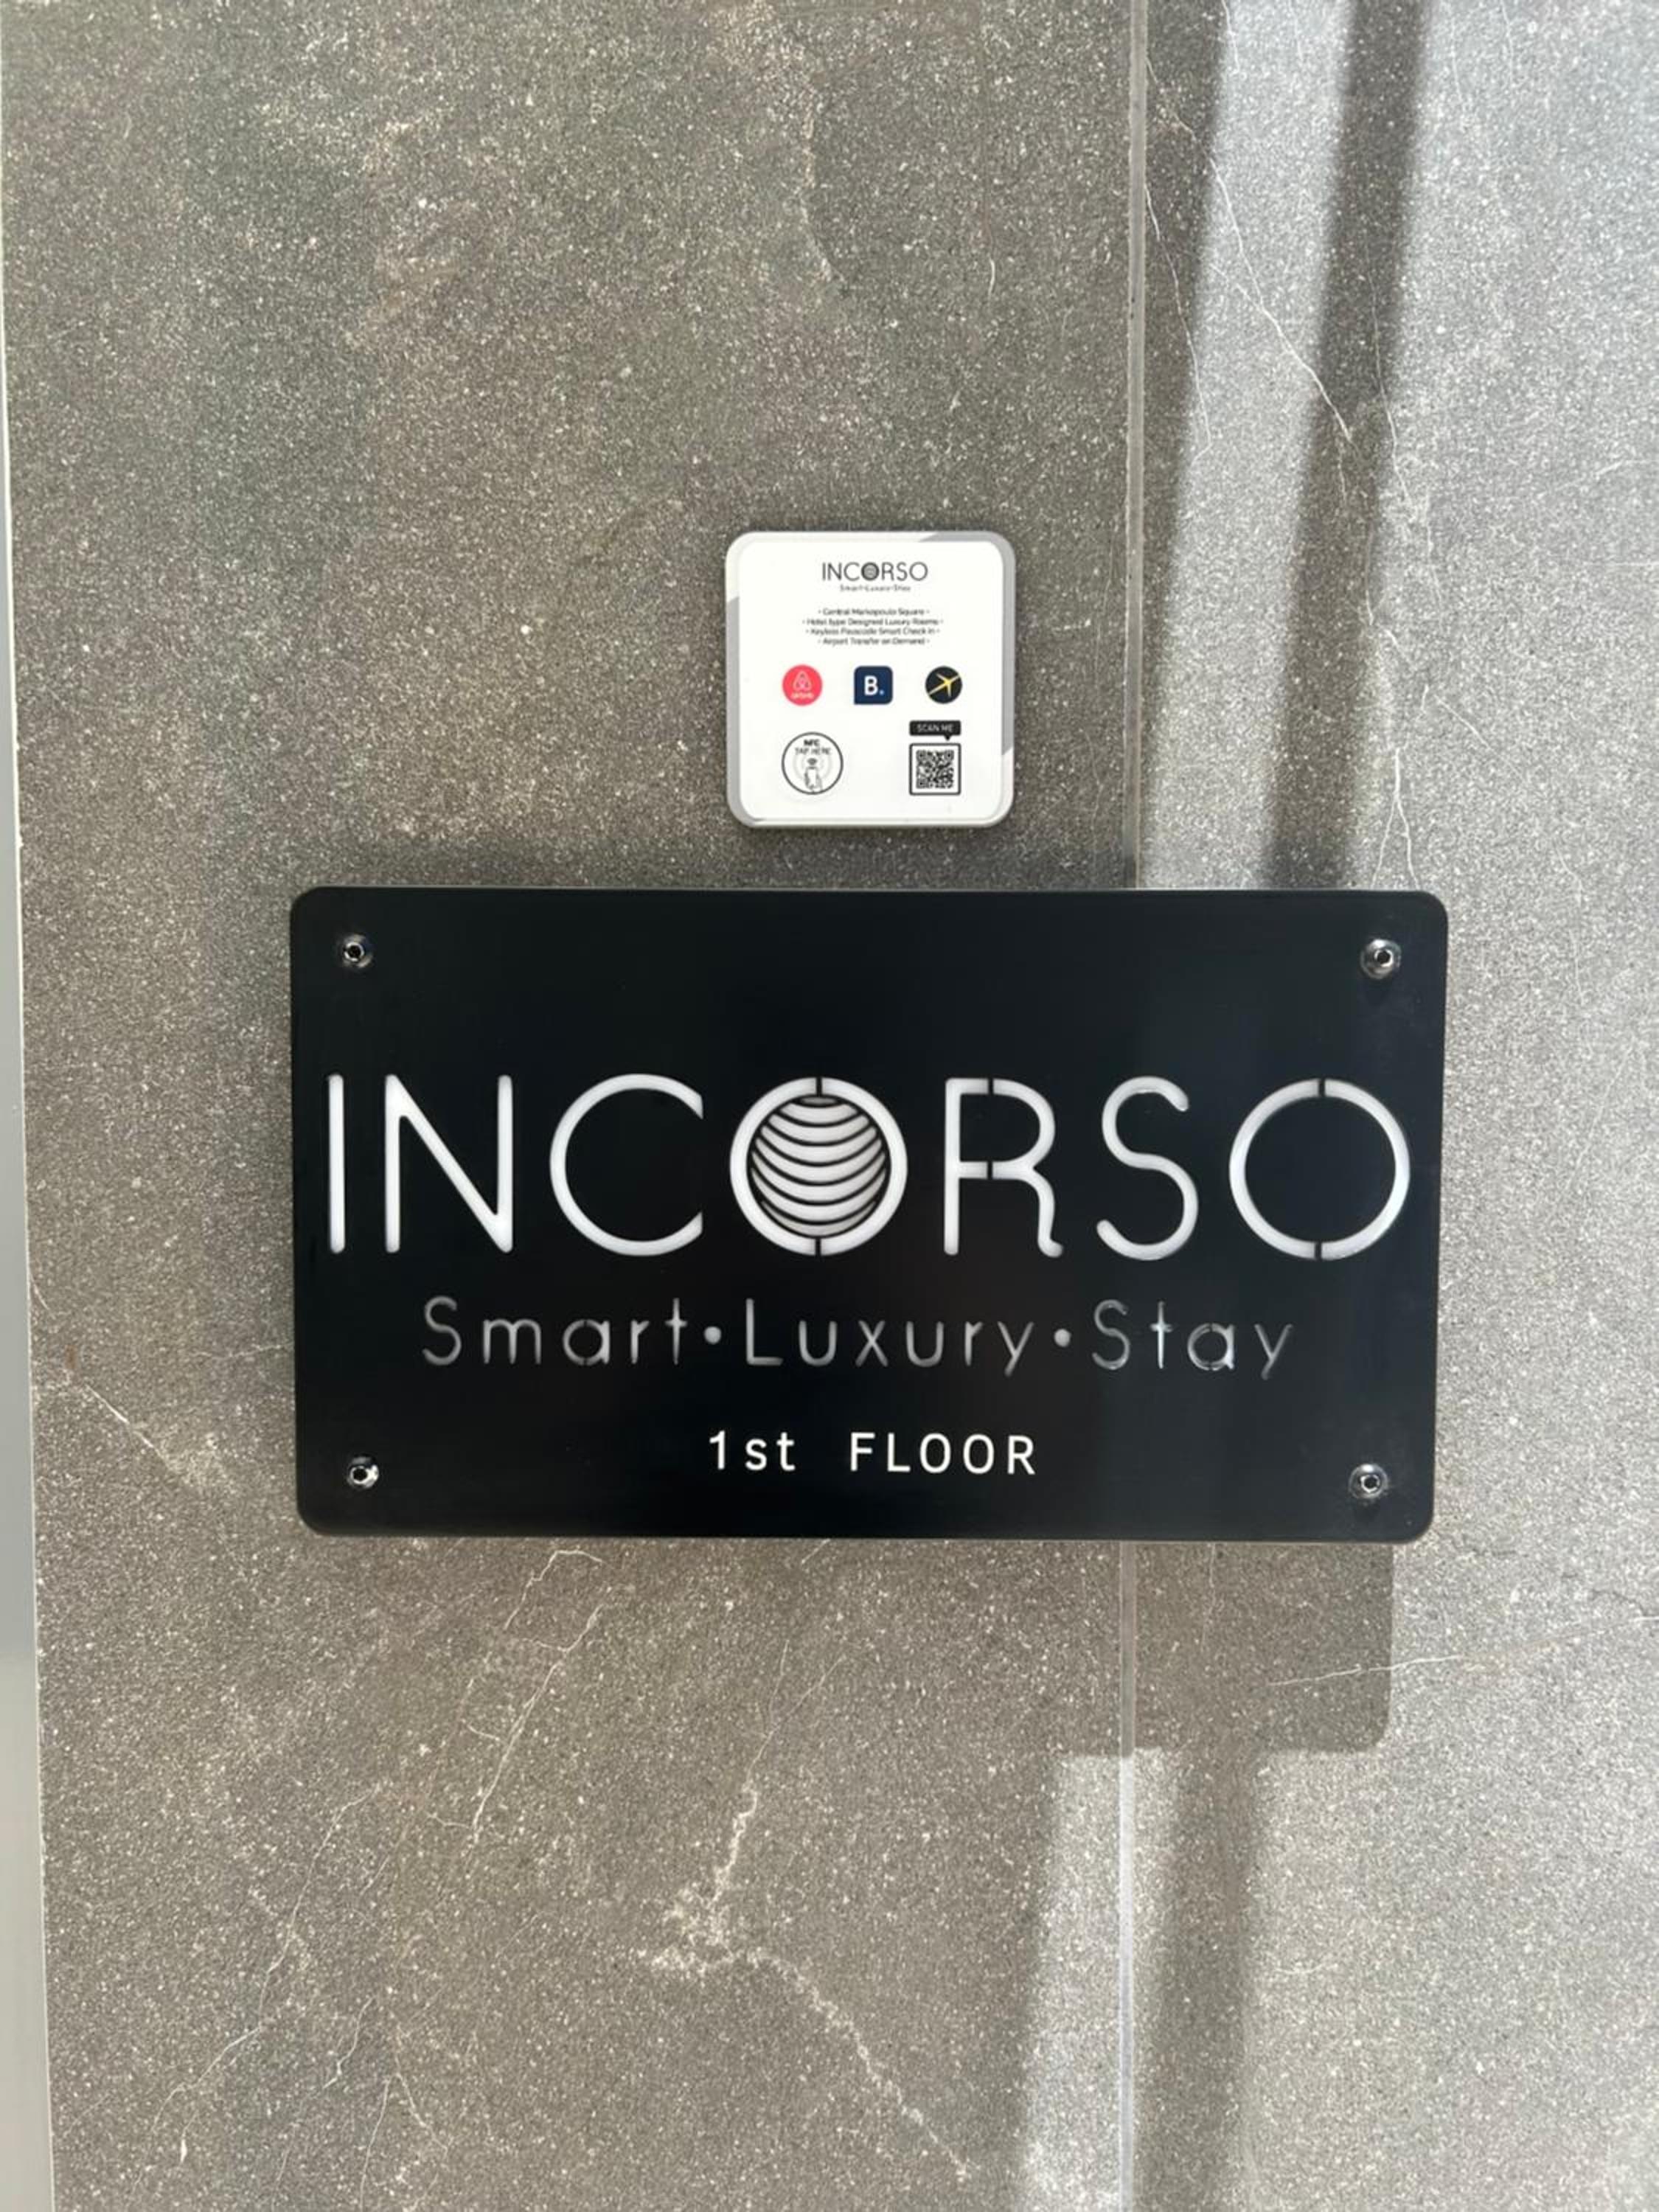 INCORSO
Smart•Luxury•Stay
• Central Markopoulo Square •
• Hotel type Designed Luxury Rooms •
• Keyless Passcode Smart Check In •
• Airport Transfer on Demand •
airbnb
B.
SCAN ME
NFC
TAP HERE
INCORSO
Smart•Luxury•Stay
1st FLOOR